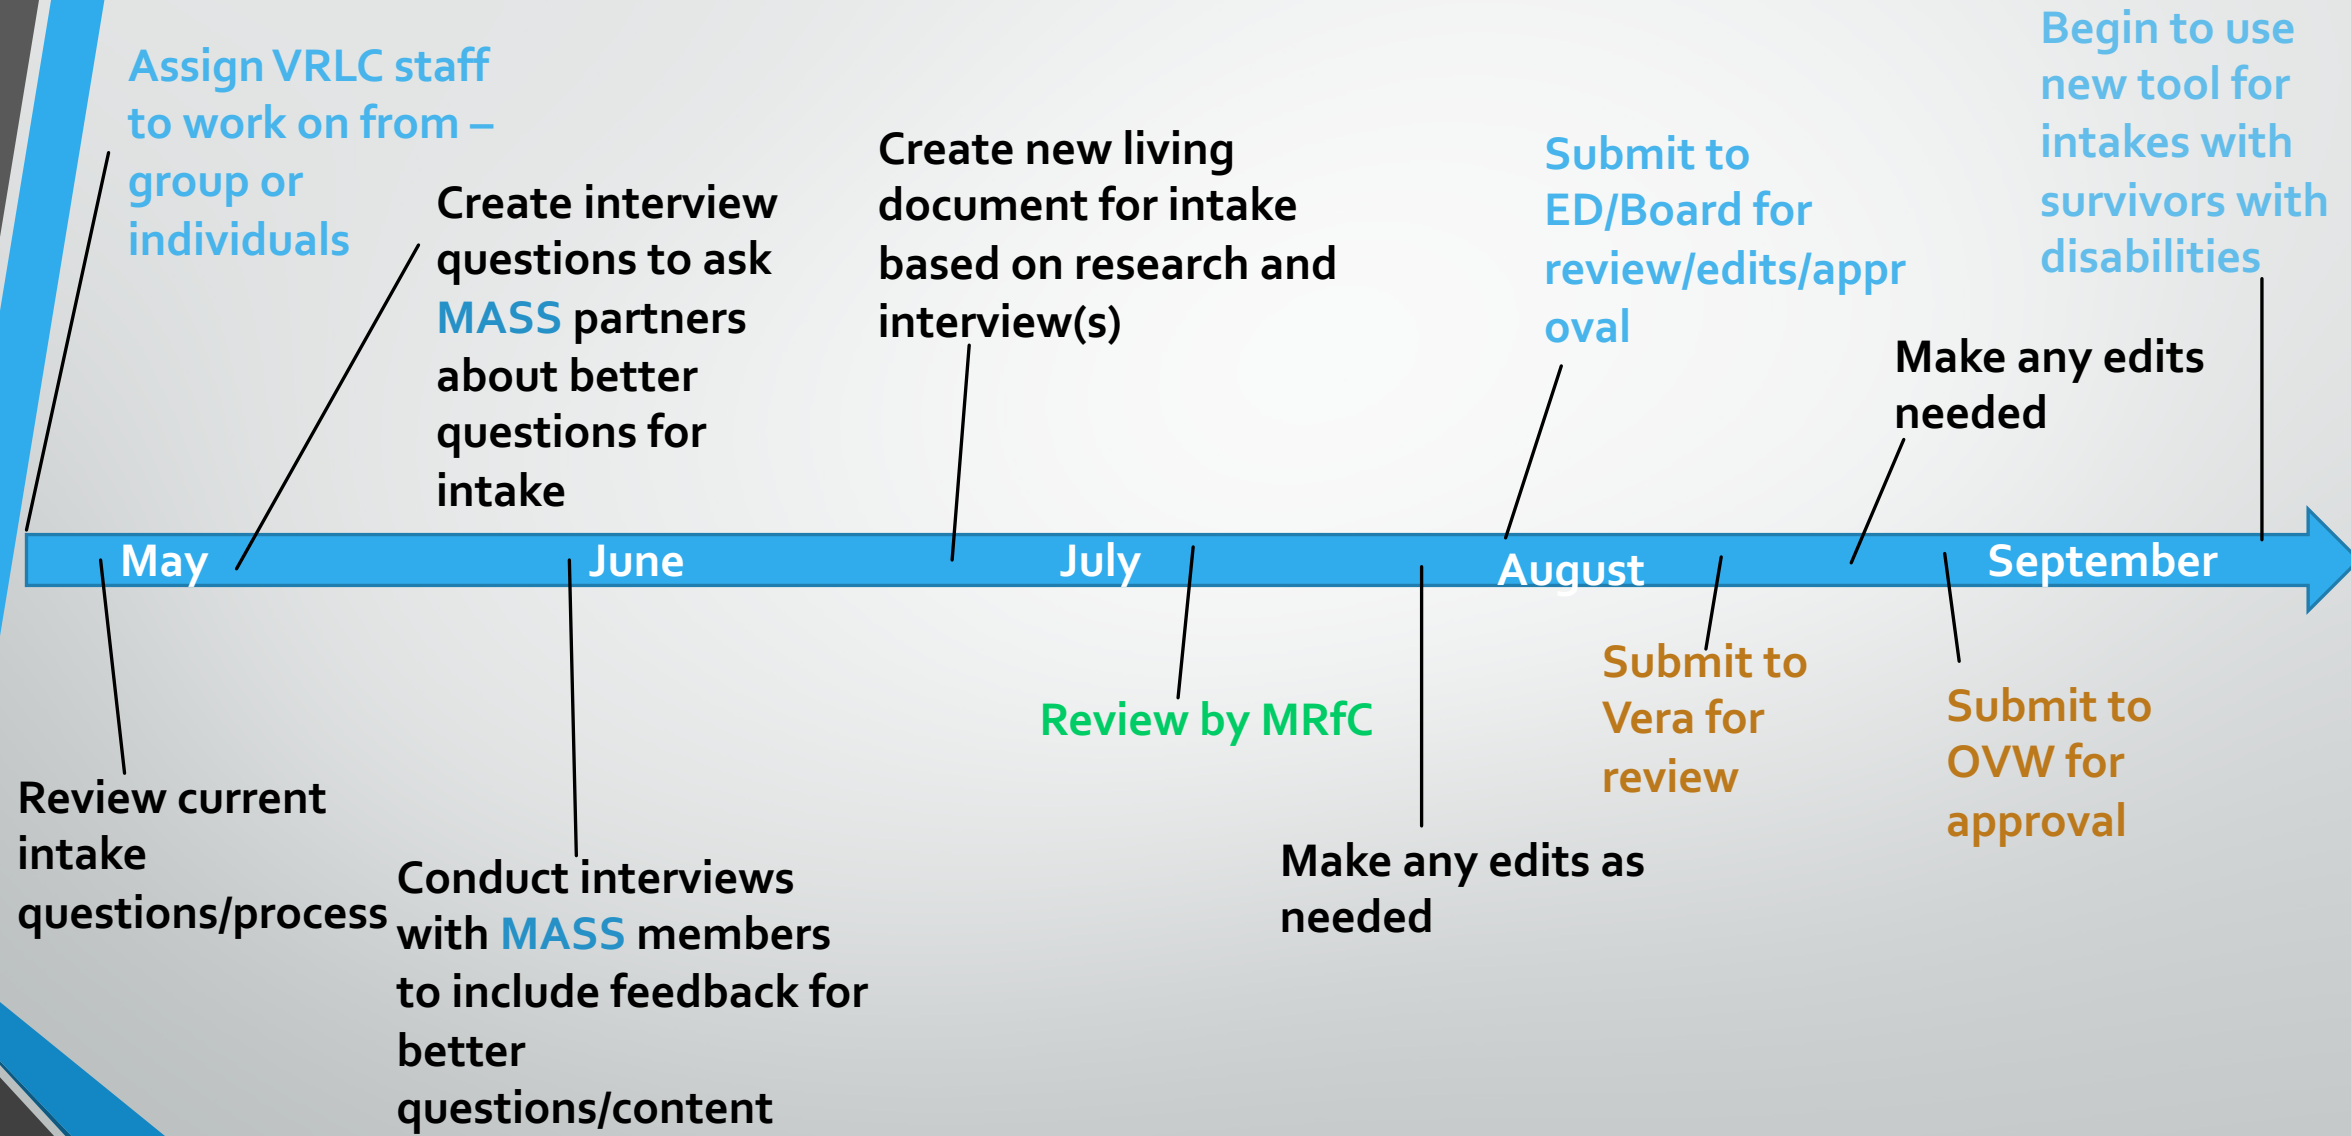 Assign VRLC staff
to work on from –
group or
individuals
Create interview
questions to ask
MASS partners
about better
questions for
intake
Create new living
document for intake
based on research and
interview(s)
Submit to
ED/Board for
review/edits/appr
oval
Make any edits
needed
Begin to use
new tool for
intakes with
survivors with
disabilities
May
June
July
August
September
Review current
intake
questions/process
Conduct interviews
with MASS members
to include feedback for
better
questions/content
Review by MRfC
Make any edits as
needed
Submit to
Vera for
review
Submit to
OVW for
approval